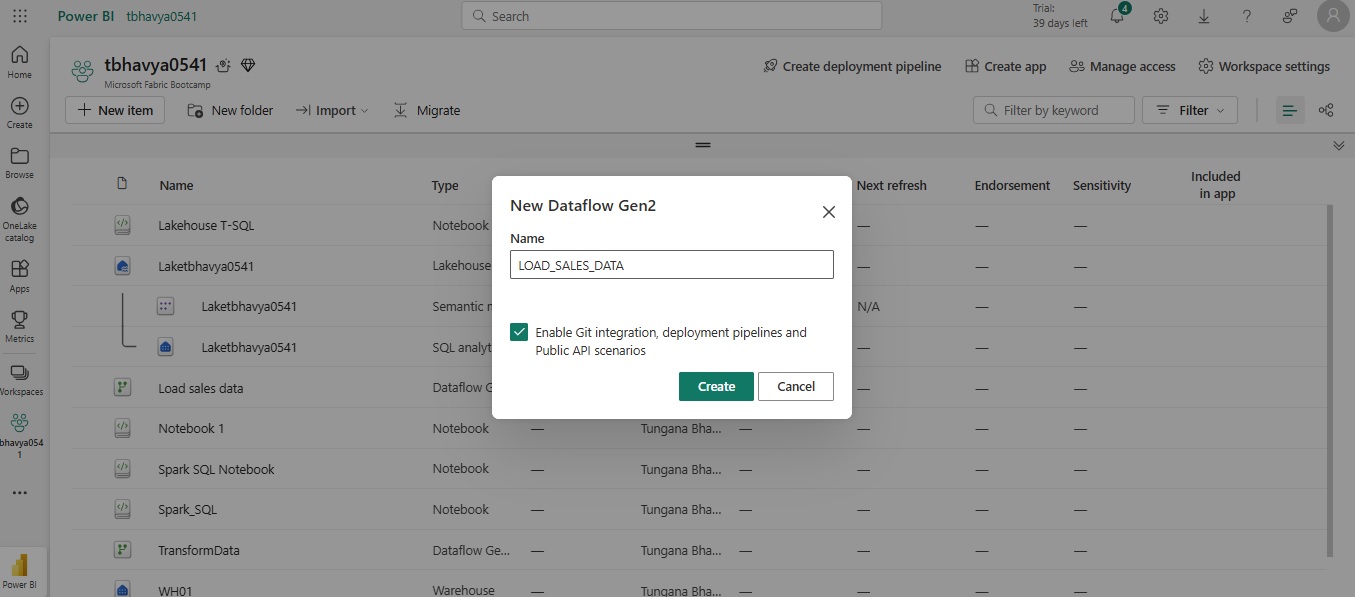 Power BI tbhavya0541
Search
Trial:
39 days left
4
Home
Create
Browse
OneLake
catalog
Apps
Metrics
Workspaces
bhavya054
1
Power BI
tbhavya0541
Microsoft Fabric Bootcamp
Create deployment pipeline Create app Manage access Workspace settings
New item New folder Import Migrate Filter by keyword Filter
Name Type Next refresh Endorsement Sensitivity Included
in app
Lakehouse T-SQL Notebook — — —
Laketbhavya0541 Lakehouse — — —
Laketbhavya0541 Semantic m N/A — —
Laketbhavya0541 SQL analyt — — —
Load sales data Dataflow G — — —
Notebook 1 Notebook — Tungana Bha... — — — —
Spark SQL Notebook Notebook — Tungana Bha... — — — —
Spark_SQL Notebook — Tungana Bha... — — — —
TransformData Dataflow Ge... — Tungana Bha... — — — —
WH01 Warehouse — Tungana Bha... — — — —
New Dataflow Gen2
Name
LOAD_SALES_DATA
Enable Git integration, deployment pipelines and
Public API scenarios
Create Cancel